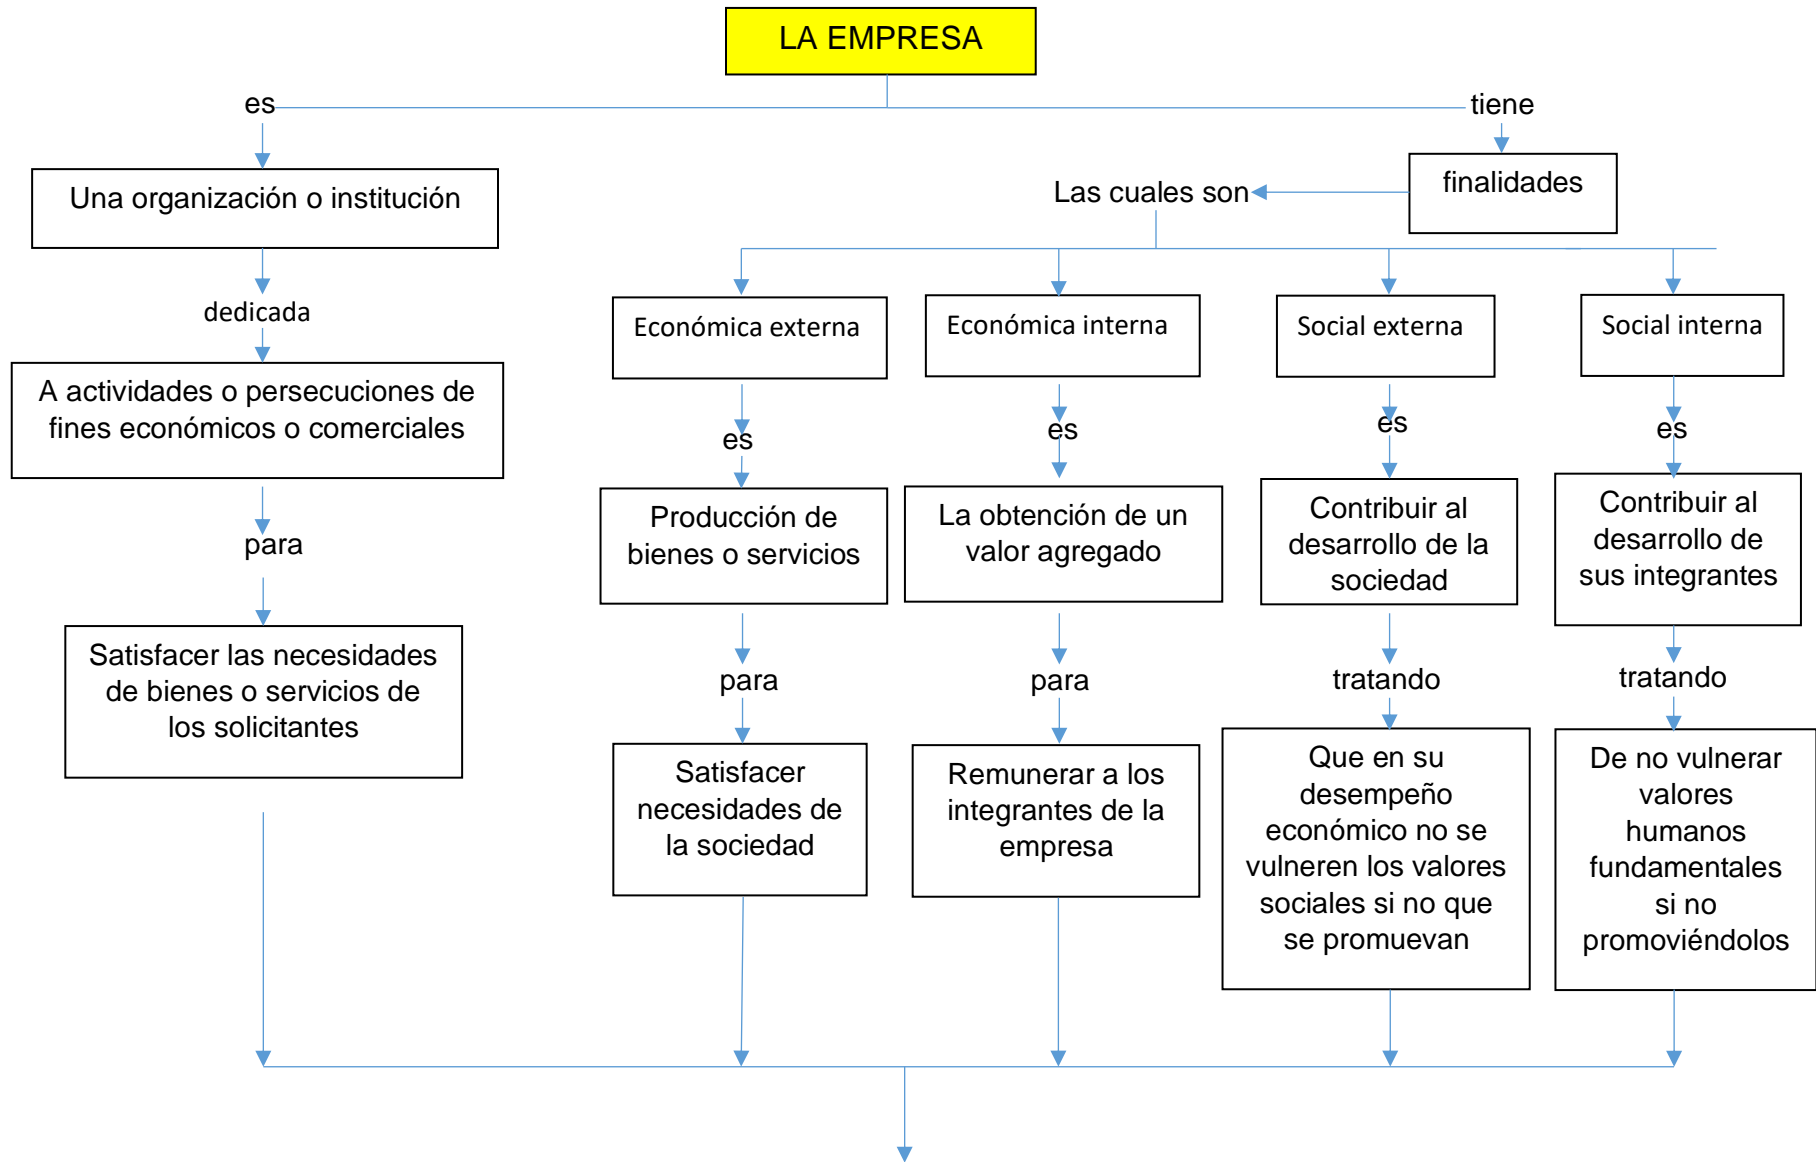 LA EMPRESA
es
tiene
Una organización o institución
finalidades
Las cuales son
dedicada
Económica externa
Económica interna
Social externa
Social interna
A actividades o persecuciones de
fines económicos o comerciales
es
es
es
es
para
Producción de
bienes o servicios
La obtención de un
valor agregado
Contribuir al
desarrollo de la
sociedad
Contribuir al
desarrollo de
sus integrantes
Satisfacer las necesidades
de bienes o servicios de
los solicitantes
para
para
tratando
tratando
Satisfacer
necesidades de
la sociedad
Remunerar a los
integrantes de la
empresa
Que en su
desempeño
económico no se
vulneren los valores
sociales si no que
se promuevan
De no vulnerar
valores
humanos
fundamentales
si no
promoviéndolos